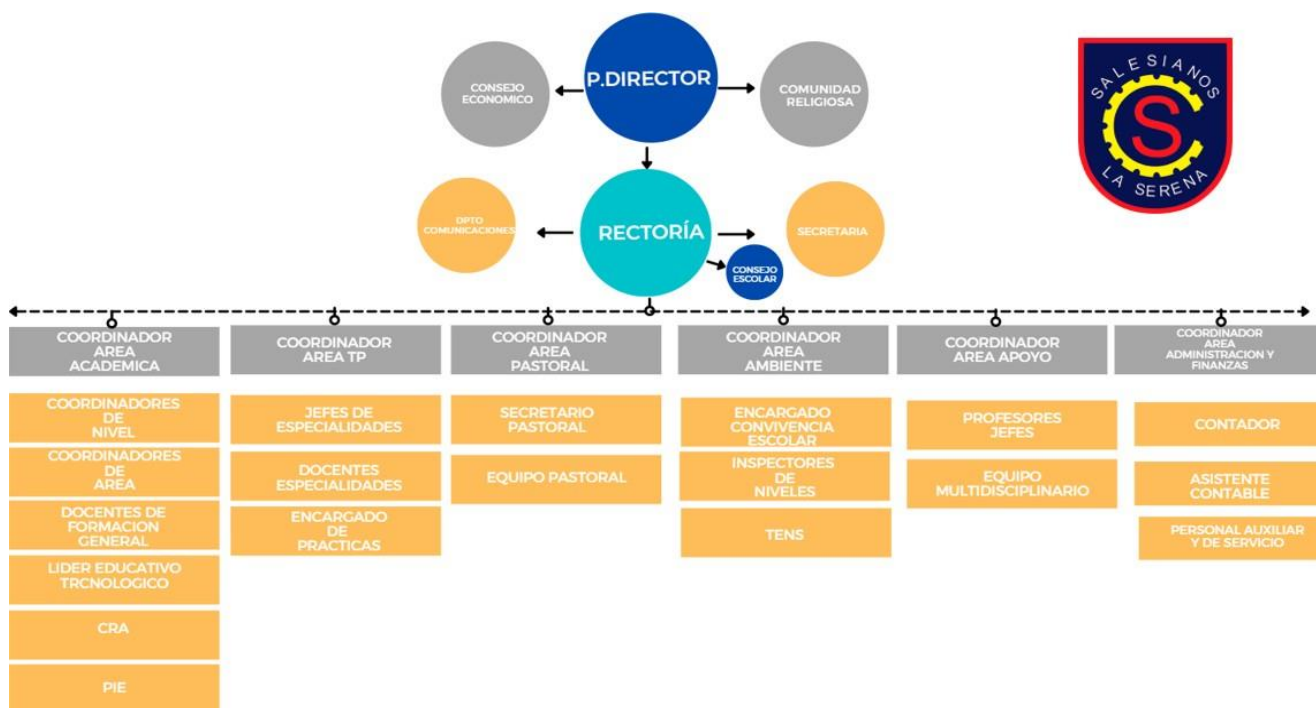 P.DIRECTOR
CONSEJO
ECONOMICO
COMUNIDAD
RELIGIOSA
SALESIANOS
S
LA SERENA
RECTORÍA
DPTO
COMUNICACIONES
SECRETARIA
CONSEJO
ESCOLAR
COORDINADOR
AREA
ACADEMICA
COORDINADORES
DE
NIVEL
COORDINADORES
DE
AREA
DOCENTES DE
FORMACION
GENERAL
LIDER EDUCATIVO
TRCNOLOGICO
CRA
PIE
COORDINADOR
AREA TP
JEFES DE
ESPECIALIDADES
DOCENTES
ESPECIALIDADES
ENCARGADO
DE
PRACTICAS
COORDINADOR
AREA
PASTORAL
SECRETARIO
PASTORAL
EQUIPO PASTORAL
COORDINADOR
AREA
AMBIENTE
ENCARGADO
CONVIVENCIA
ESCOLAR
INSPECTORES
DE
NIVELES
TENS
COORDINADOR
AREA APOYO
PROFESORES
JEFES
EQUIPO
MULTIDISCIPLINARIO
COORDINADOR
AREA
ADMINISTRACION Y
FINANZAS
CONTADOR
ASISTENTE
CONTABLE
PERSONAL AUXILIAR
Y DE SERVICIO